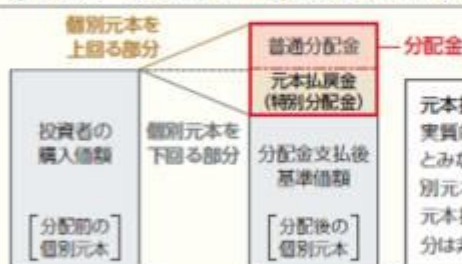 個別元本を
上回る部分
普通分配金
分配金
元本払戻金
(特別分配金)
投資者の
購入価額
個別元本を
下回る部分
分配金支払後
基準価額
[分配前の
個別元本]
[分配後の
個別元本]
元本
実質
とみな
別元
元本
分は